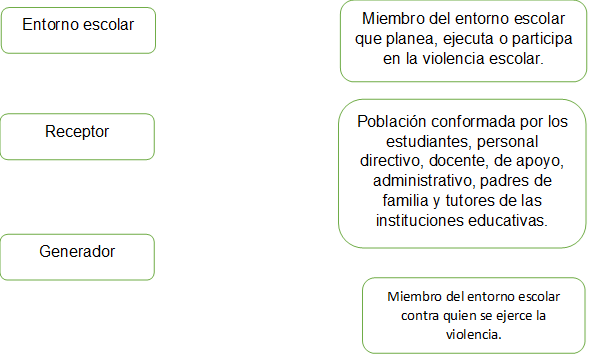 Entorno escolar
Miembro del entorno escolar
que planea, ejecuta o participa
en la violencia escolar.
Receptor
Población conformada por los
estudiantes, personal
directivo, docente, de apoyo,
administrativo, padres de
familia y tutores de las
instituciones educativas.
Generador
Miembro del entorno escolar
contra quien se ejerce la
violencia.